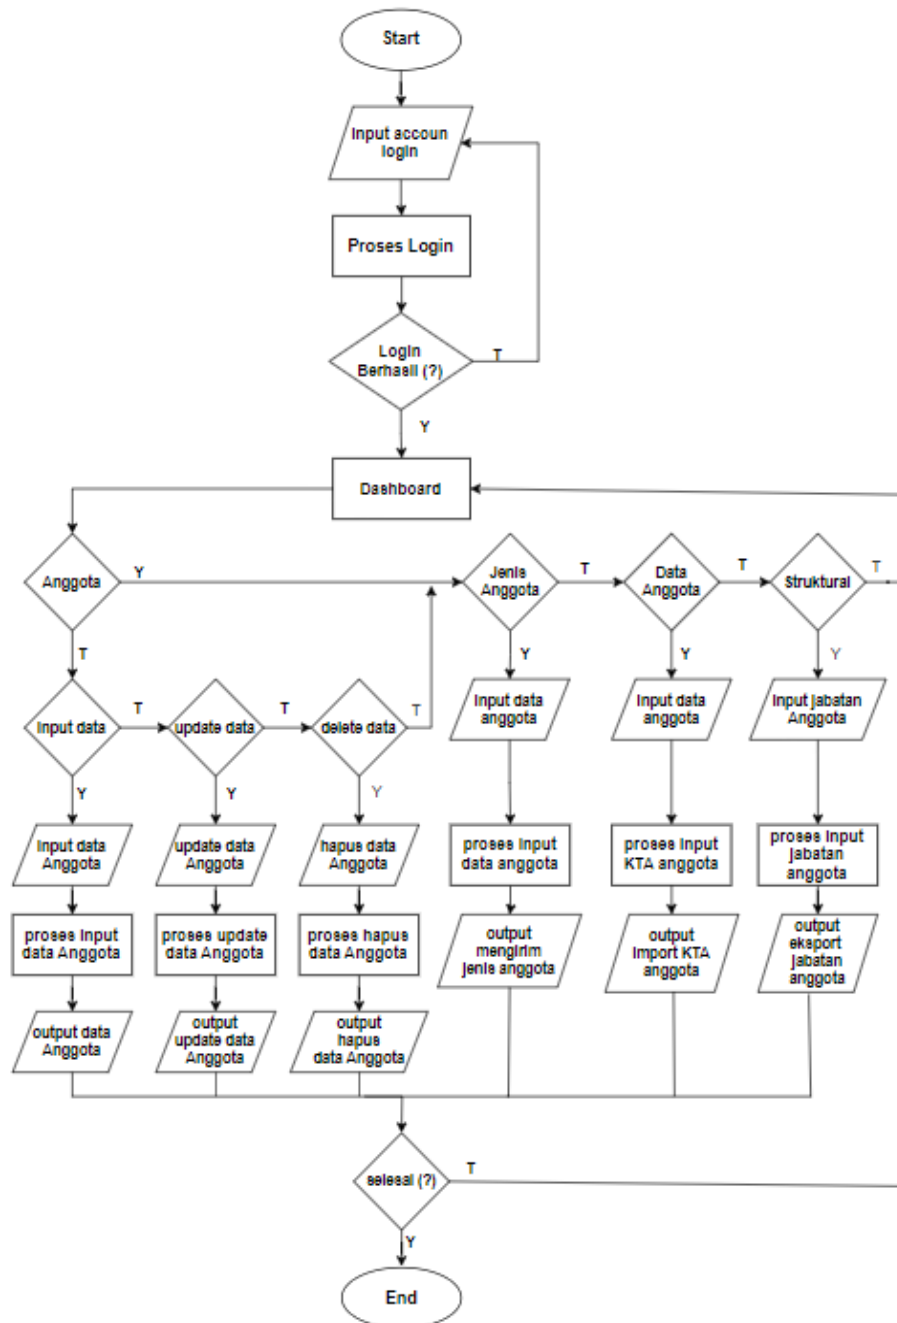 Start
Input accoun
login
Proses Login
Login
Berhasil (?)
T
Y
Dashboard
Anggota
Y
Jenis
Anggota
T
Data
Anggota
T
Struktural
T
T
Y
Y
Y
Input data
T
update data
T
delete data
T
Input data
anggota
Input data
anggota
Input jabatan
Anggota
Y
Y
Y
Input data
Anggota
update data
Anggota
hapus data
Anggota
proses Input
data anggota
proses Input
KTA anggota
proses Input
jabatan
anggota
proses Input
data Anggota
proses update
data Anggota
proses hapus
data Anggota
output
mengirim
jenis anggota
output
Import KTA
anggota
output
eksport
jabatan
anggota
output data
Anggota
output
update data
Anggota
output
hapus
data Anggota
selesai (?)
T
Y
End